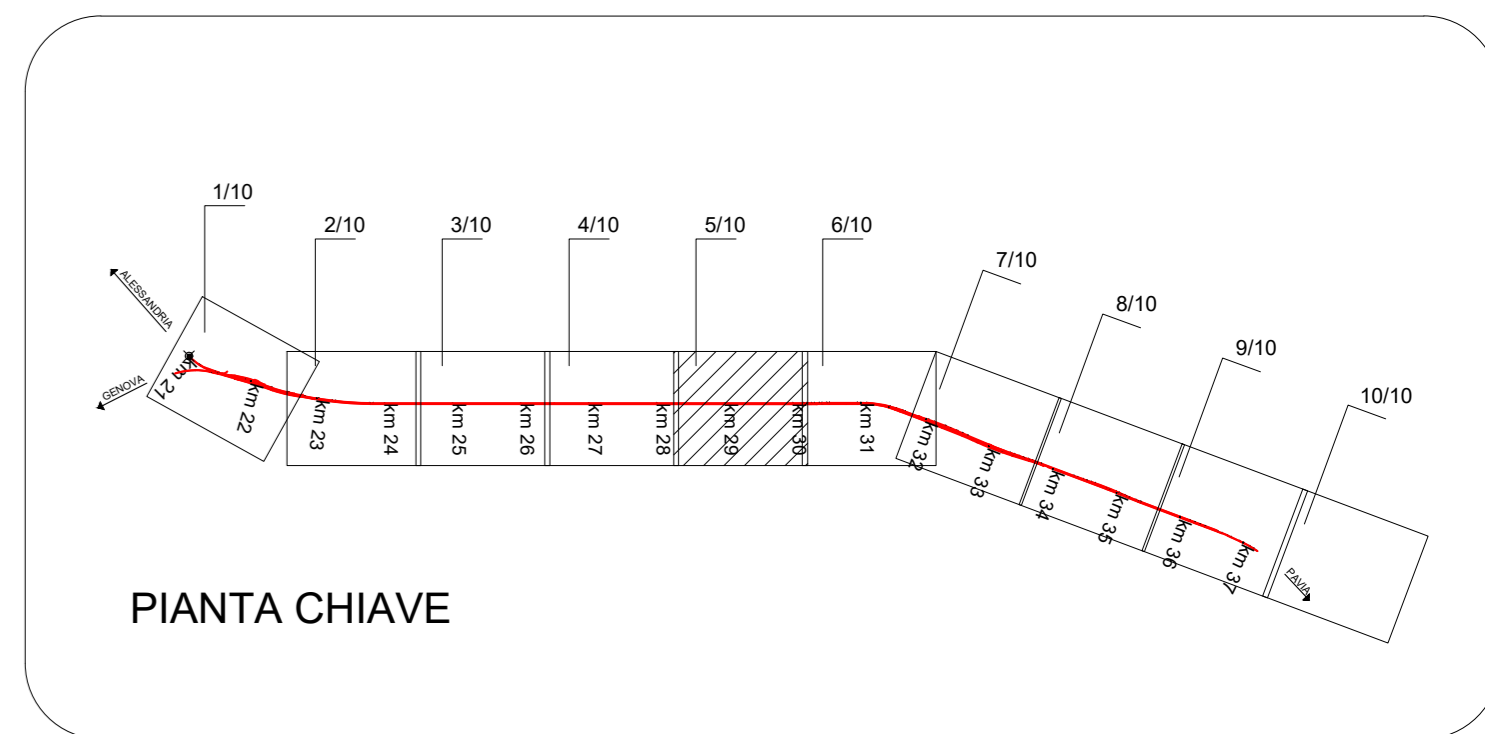 1/10
2/10
3/10
4/10
5/10
6/10
7/10
8/10
9/10
10/10
ALESSANDRIA
GENOVA
km 21
km 22
km 23
km 24
km 25
km 26
km 27
km 28
km 29
km 30
km 31
km 32
km 33
km 34
km 35
km 36
km 37
PAVIA
PIANTA CHIAVE